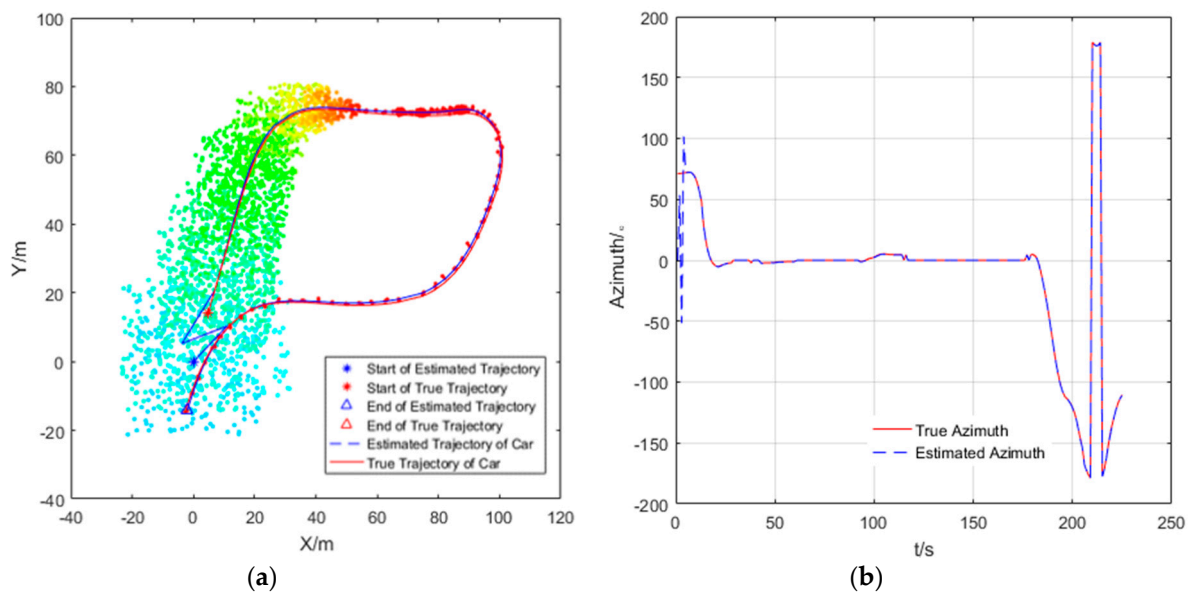 100
80
60
40
20
0
-20
-40
Y/m
-40
-20
0
20
40
60
80
100
120
X/m
Start of Estimated Trajectory
Start of True Trajectory
End of Estimated Trajectory
End of True Trajectory
Estimated Trajectory of Car
True Trajectory of Car
(a)
200
150
100
50
0
-50
-100
-150
-200
Azimuth/。
0
50
100
150
200
250
t/s
True Azimuth
Estimated Azimuth
(b)